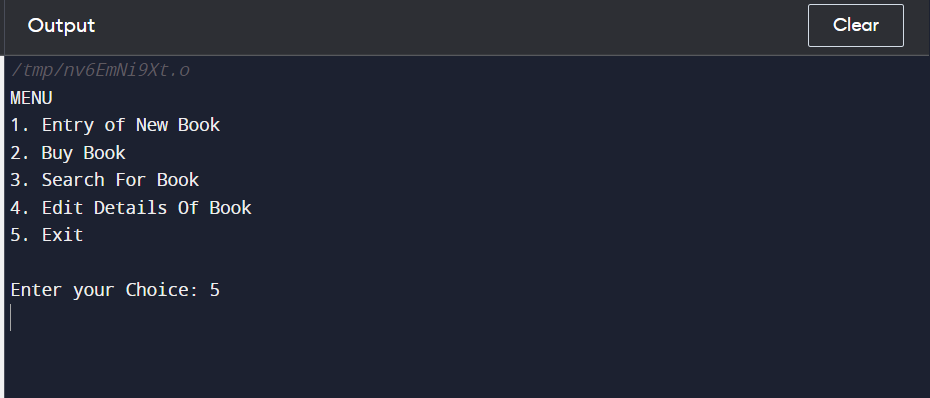 Output
Clear
/tmp/nv6EmNi9Xt.o
MENU
1. Entry of New Book
2. Buy Book
3. Search For Book
4. Edit Details Of Book
5. Exit
Enter your Choice: 5